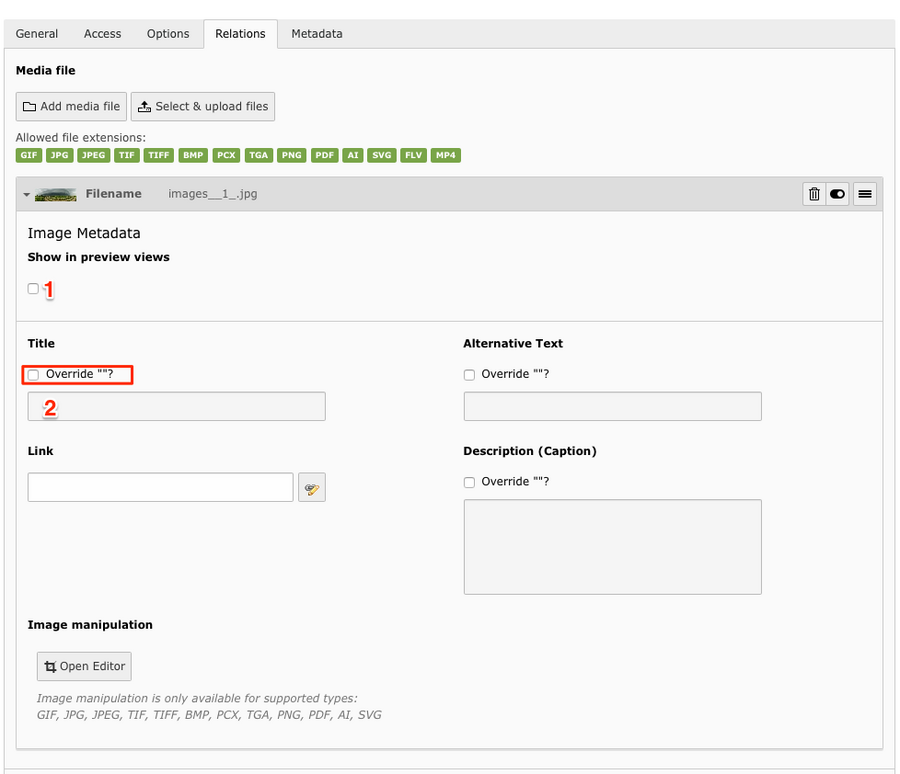 General Access Options Relations Metadata
Media file
Add media file Select & upload files
Allowed file extensions:
GIF JPG JPEG TIF TIFF BMP PCX TGA PNG PDF AI SVG FLV MP4
Filename images__1_.jpg
Image Metadata
Show in preview views
1
Title Alternative Text
Override ""? Override ""?
2
Link Description (Caption)
Override ""?
Image manipulation
Open Editor
Image manipulation is only available for supported types:
GIF, JPG, JPEG, TIF, TIFF, BMP, PCX, TGA, PNG, PDF, AI, SVG